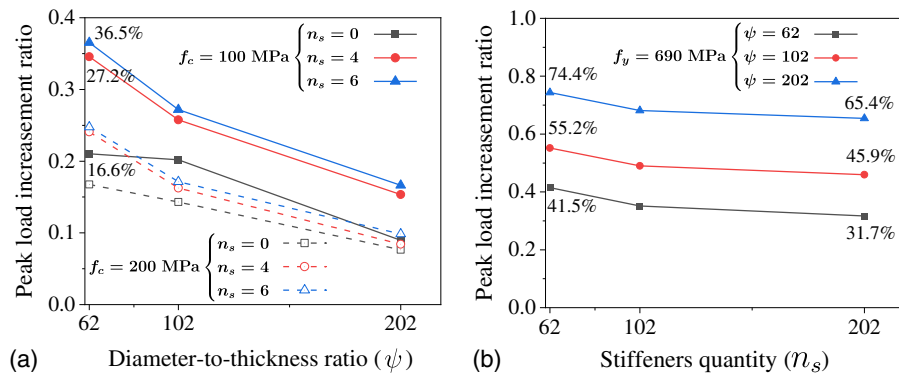 Peak load increasement ratio
0.4
0.3
0.2
0.1
0.0
36.5%
27.2%
16.6%
f_c = 100 MPa
n_s = 0
n_s = 4
n_s = 6
f_c = 200 MPa
n_s = 0
n_s = 4
n_s = 6
62 102 202
(a) Diameter-to-thickness ratio (ψ)
Peak load increasement ratio
1.0
0.8
0.6
0.4
0.2
0.0
f_y = 690 MPa
ψ = 62
ψ = 102
ψ = 202
74.4%
65.4%
55.2%
45.9%
41.5%
31.7%
62 102 202
(b) Stiffeners quantity (n_s)